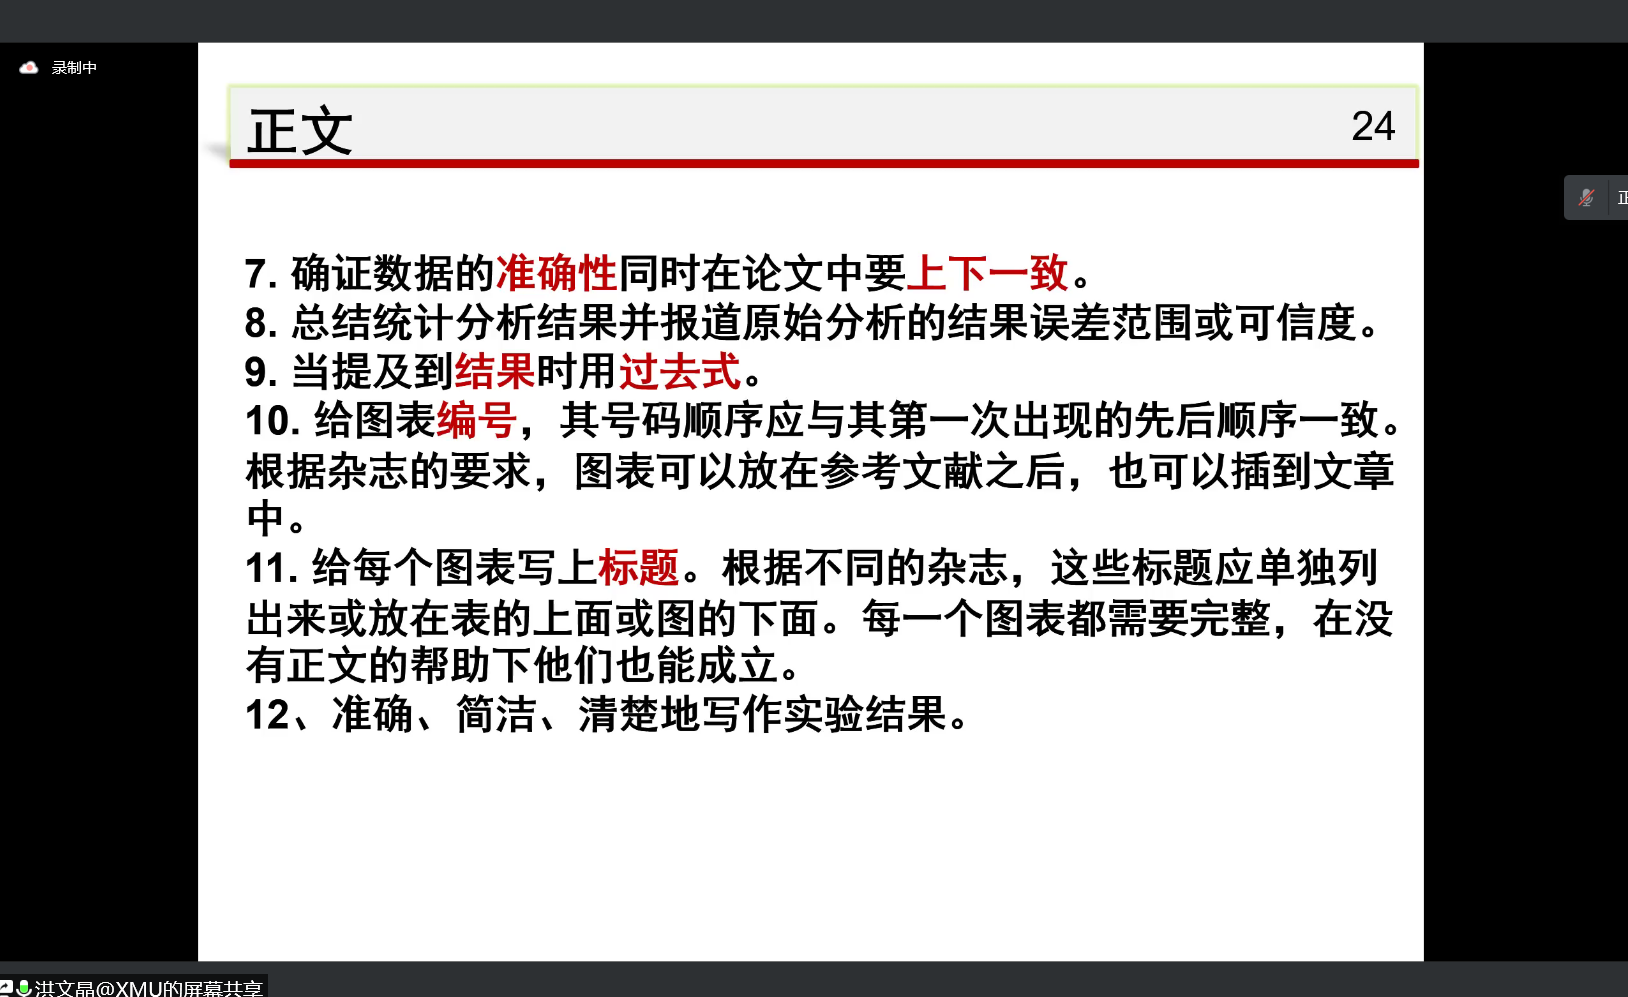 录制中
正文
24
正
7. 确证数据的准确性同时在论文中要上下一致。
8. 总结统计分析结果并报道原始分析的结果误差范围或可信度。
9. 当提及到结果时用过去式。
10. 给图表编号，其号码顺序应与其第一次出现的先后顺序一致。
根据杂志的要求，图表可以放在参考文献之后，也可以插到文章
中。
11. 给每个图表写上标题。根据不同的杂志，这些标题应单独列
出来或放在表的上面或图的下面。每一个图表都需要完整，在没
有正文的帮助下他们也能成立。
12、准确、简洁、清楚地写作实验结果。
洪文晶@XMU的屏幕共享